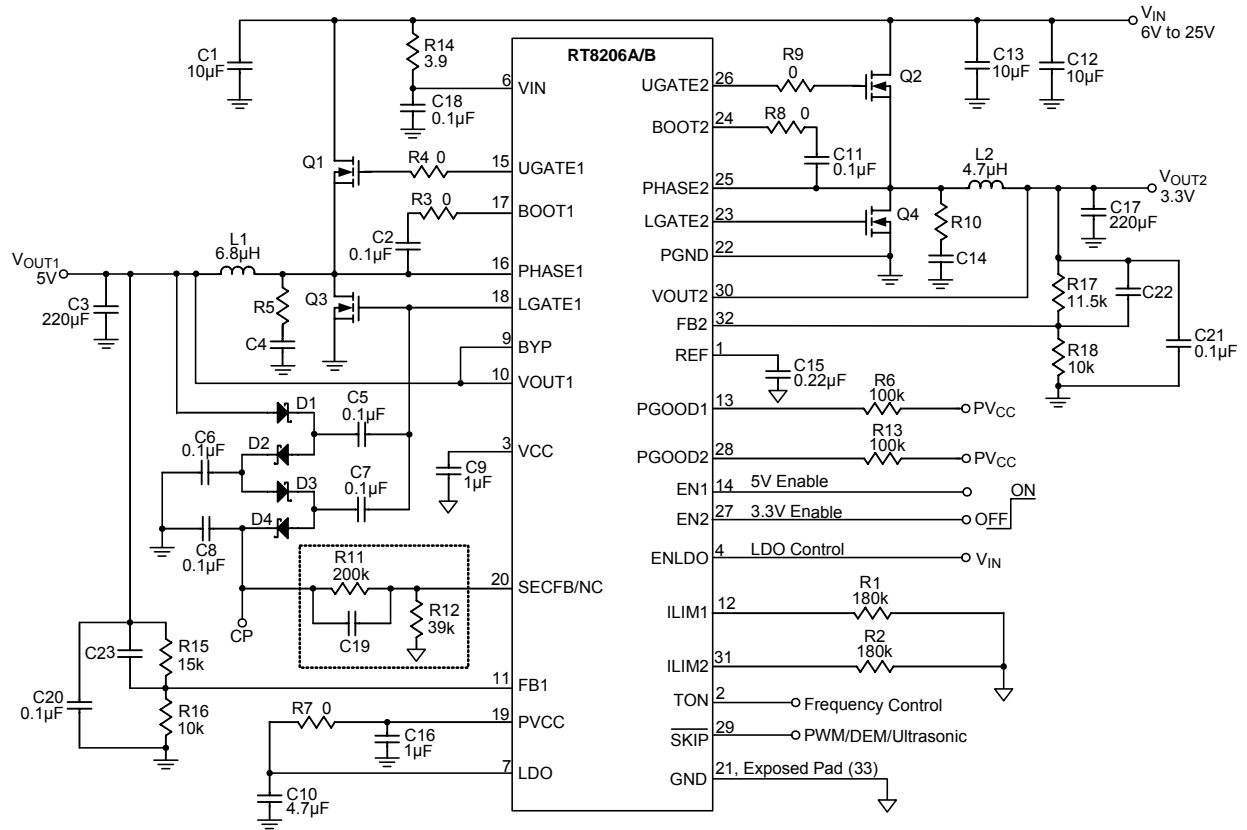 VIN
6V to 25V
C1
10µF
R14
3.9
RT8206A/B
R9
0
C13
10µF
C12
10µF
6
VIN
UGATE2
26
Q2
C18
0.1µF
BOOT2
24
R8 0
Q1
R4 0
15
UGATE1
C11
0.1µF
L2
4.7µH
R3 0
17
BOOT1
PHASE2
25
VOUT2
3.3V
C2
0.1µF
LGATE2
23
Q4
R10
C17
220µF
VOUT1
5V
L1
6.8µH
16
PHASE1
PGND
22
C14
C3
220µF
R5
Q3
18
LGATE1
VOUT2
30
R17
11.5k
C22
C4
9
BYP
FB2
32
C21
0.1µF
10
VOUT1
REF
1
C15
0.22µF
R18
10k
D1
C5
0.1µF
PGOOD1
13
R6
100k
PVCC
C6
0.1µF
D2
3
VCC
PGOOD2
28
R13
100k
PVCC
C9
1µF
D3
C7
0.1µF
EN1
14
5V Enable
ON
D4
EN2
27
3.3V Enable
OFF
C8
0.1µF
ENLDO
4
LDO Control
VIN
R11
200k
20
SECFB/NC
R12
39k
C19
CP
ILIM1
12
R1
180k
ILIM2
31
R2
180k
C23
R15
15k
11
FB1
TON
2
Frequency Control
C20
0.1µF
R16
10k
R7 0
19
PVCC
SKIP
29
PWM/DEM/Ultrasonic
C16
1µF
7
LDO
GND
21, Exposed Pad (33)
C10
4.7µF